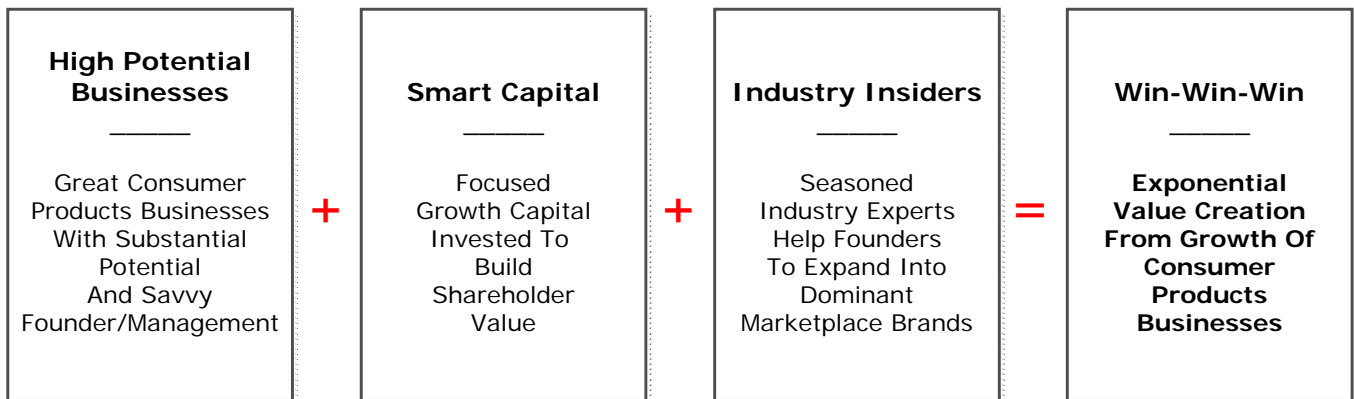 High Potential
Businesses
_____
Great Consumer
Products Businesses
With Substantial
Potential
And Savvy
Founder/Management
+
Smart Capital
_____
Focused
Growth Capital
Invested To
Build
Shareholder
Value
+
Industry Insiders
_____
Seasoned
Industry Experts
Help Founders
To Expand Into
Dominant
Marketplace Brands
=
Win-Win-Win
_____
Exponential
Value Creation
From Growth Of
Consumer
Products
Businesses